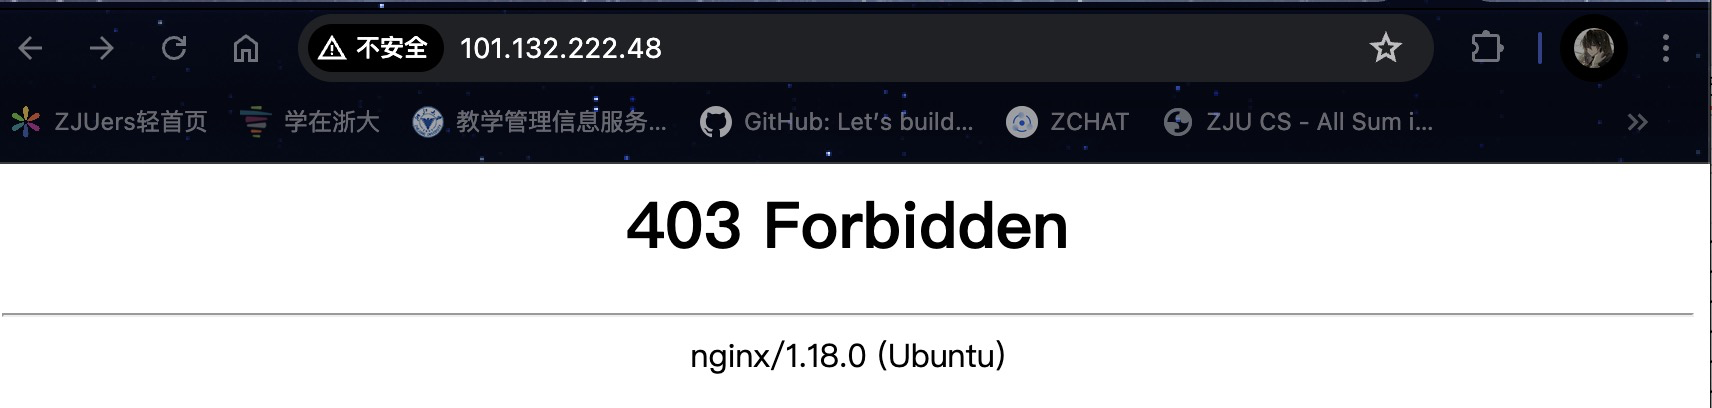 不安全 101.132.222.48
ZJUers轻首页 学在浙大 教学管理信息服务... GitHub: Let's build... ZCHAT ZJU CS - All Sum i...
403 Forbidden
nginx/1.18.0 (Ubuntu)